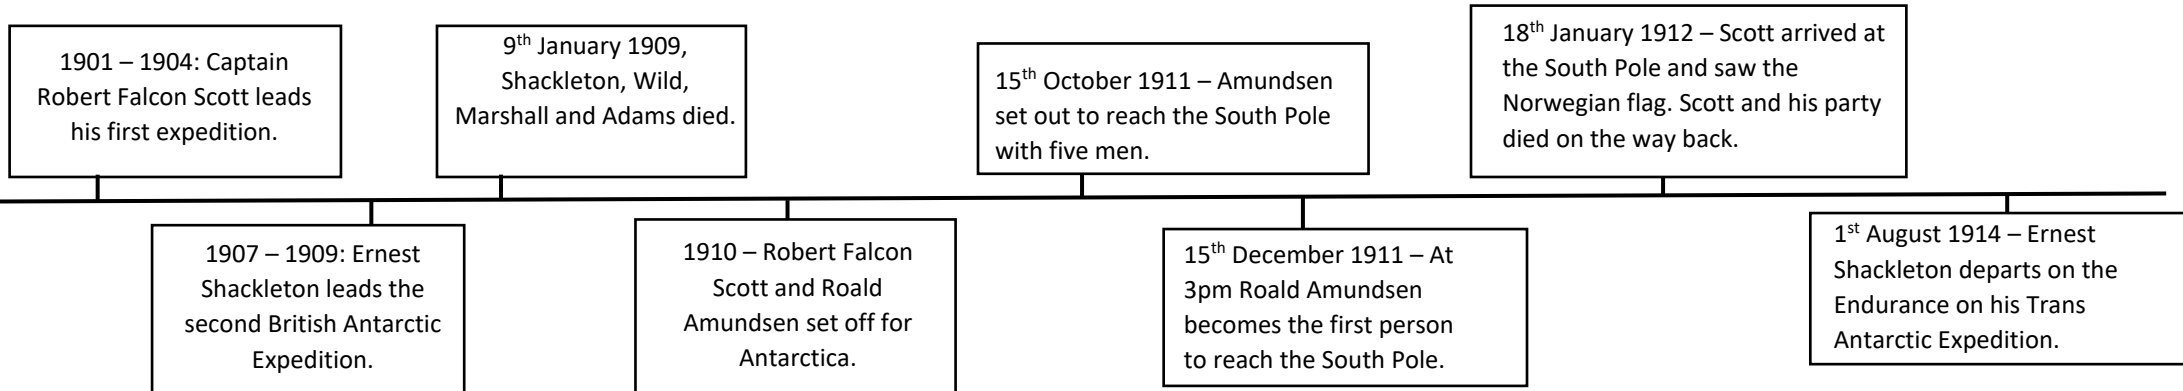 1901 – 1904: Captain
Robert Falcon Scott leads
his first expedition.
1907 – 1909: Ernest
Shackleton leads the
second British Antarctic
Expedition.
9th January 1909,
Shackleton, Wild,
Marshall and Adams died.
1910 – Robert Falcon
Scott and Roald
Amundsen set off for
Antarctica.
15th October 1911 – Amundsen
set out to reach the South Pole
with five men.
15th December 1911 – At
3pm Roald Amundsen
becomes the first person
to reach the South Pole.
18th January 1912 – Scott arrived at
the South Pole and saw the
Norwegian flag. Scott and his party
died on the way back.
1st August 1914 – Ernest
Shackleton departs on the
Endurance on his Trans
Antarctic Expedition.